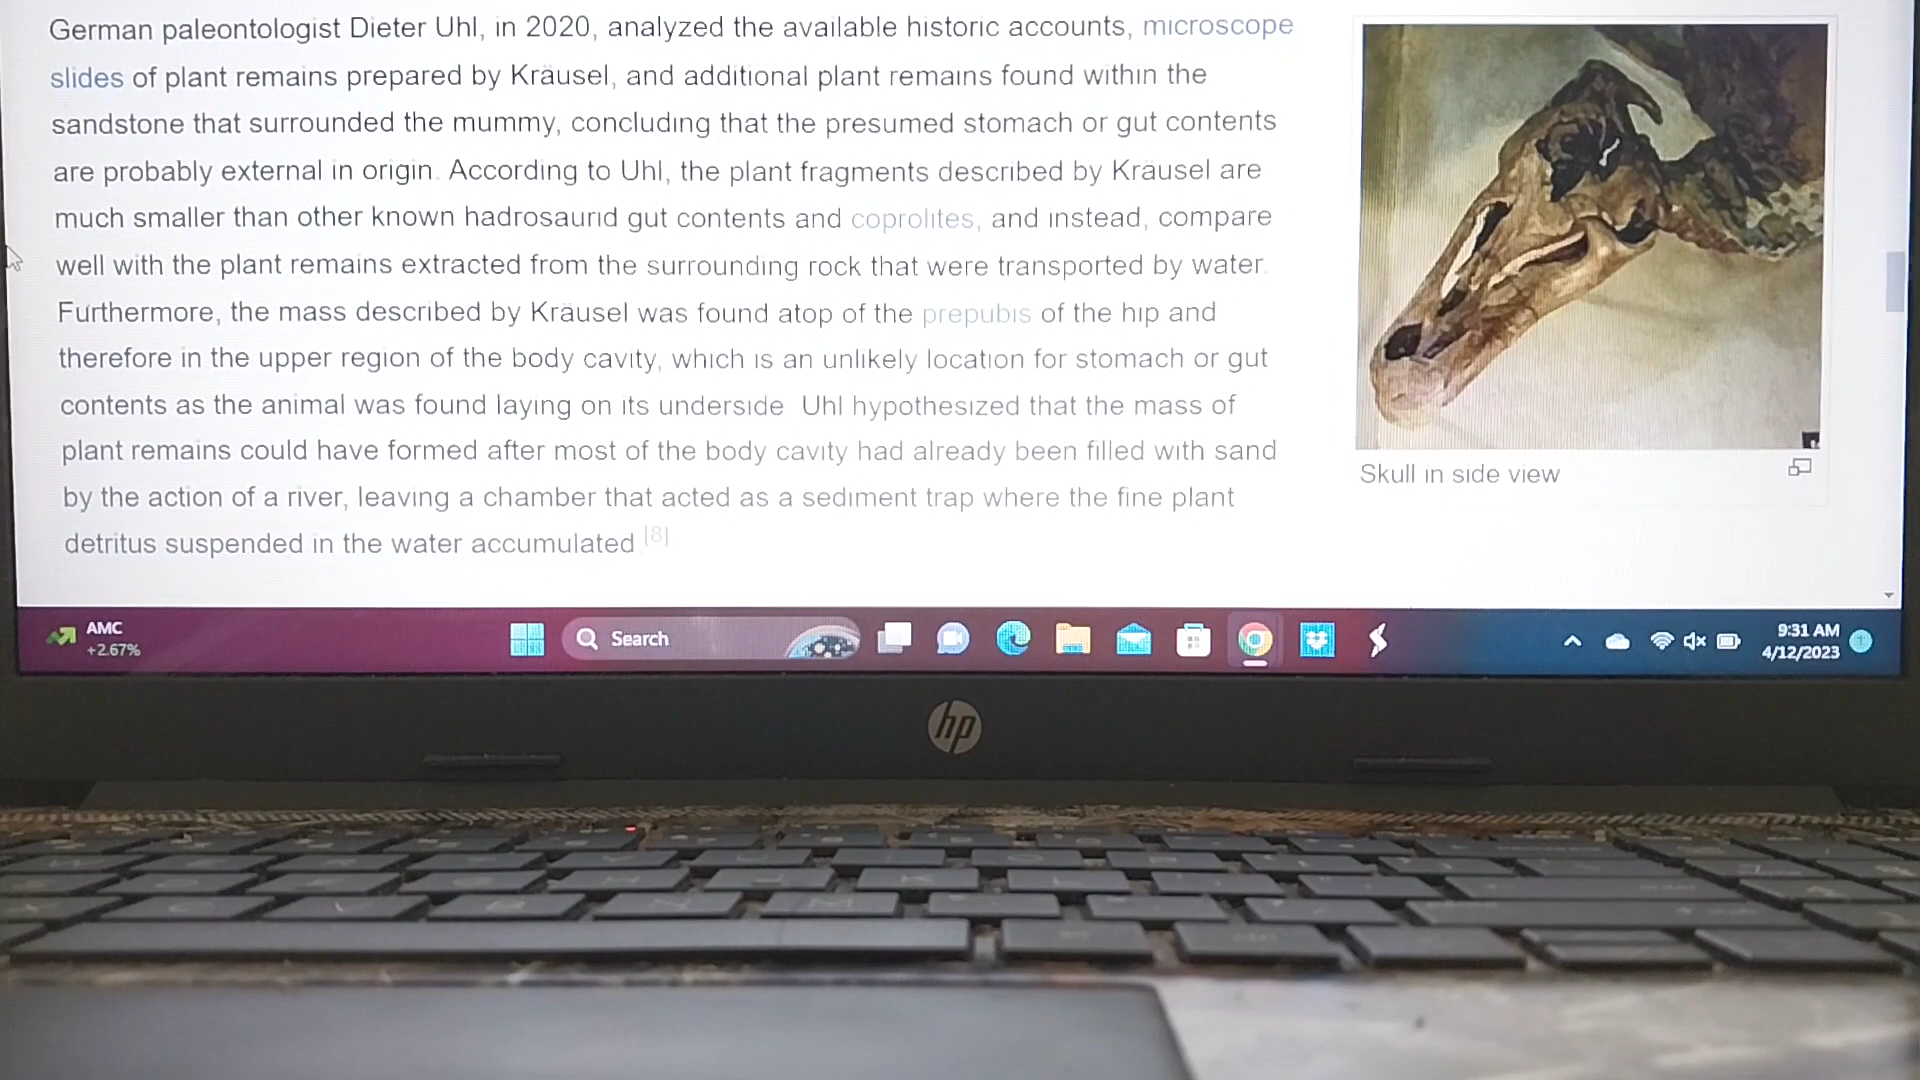 German paleontologist Dieter Uhl, in 2020, analyzed the available historic accounts, microscope
slides of plant remains prepared by Kräusel, and additional plant remains found within the
sandstone that surrounded the mummy, concluding that the presumed stomach or gut contents
are probably external in origin. According to Uhl, the plant fragments described by Kräusel are
much smaller than other known hadrosaurid gut contents and coprolites, and instead, compare
well with the plant remains extracted from the surrounding rock that were transported by water.
Furthermore, the mass described by Kräusel was found atop of the prepubis of the hip and
therefore in the upper region of the body cavity, which is an unlikely location for stomach or gut
contents as the animal was found laying on its underside. Uhl hypothesized that the mass of
plant remains could have formed after most of the body cavity had already been filled with sand
by the action of a river, leaving a chamber that acted as a sediment trap where the fine plant
detritus suspended in the water accumulated.[8]
Skull in side view
AMC
+2.67%
Search
9:31 AM
4/12/2023
hp